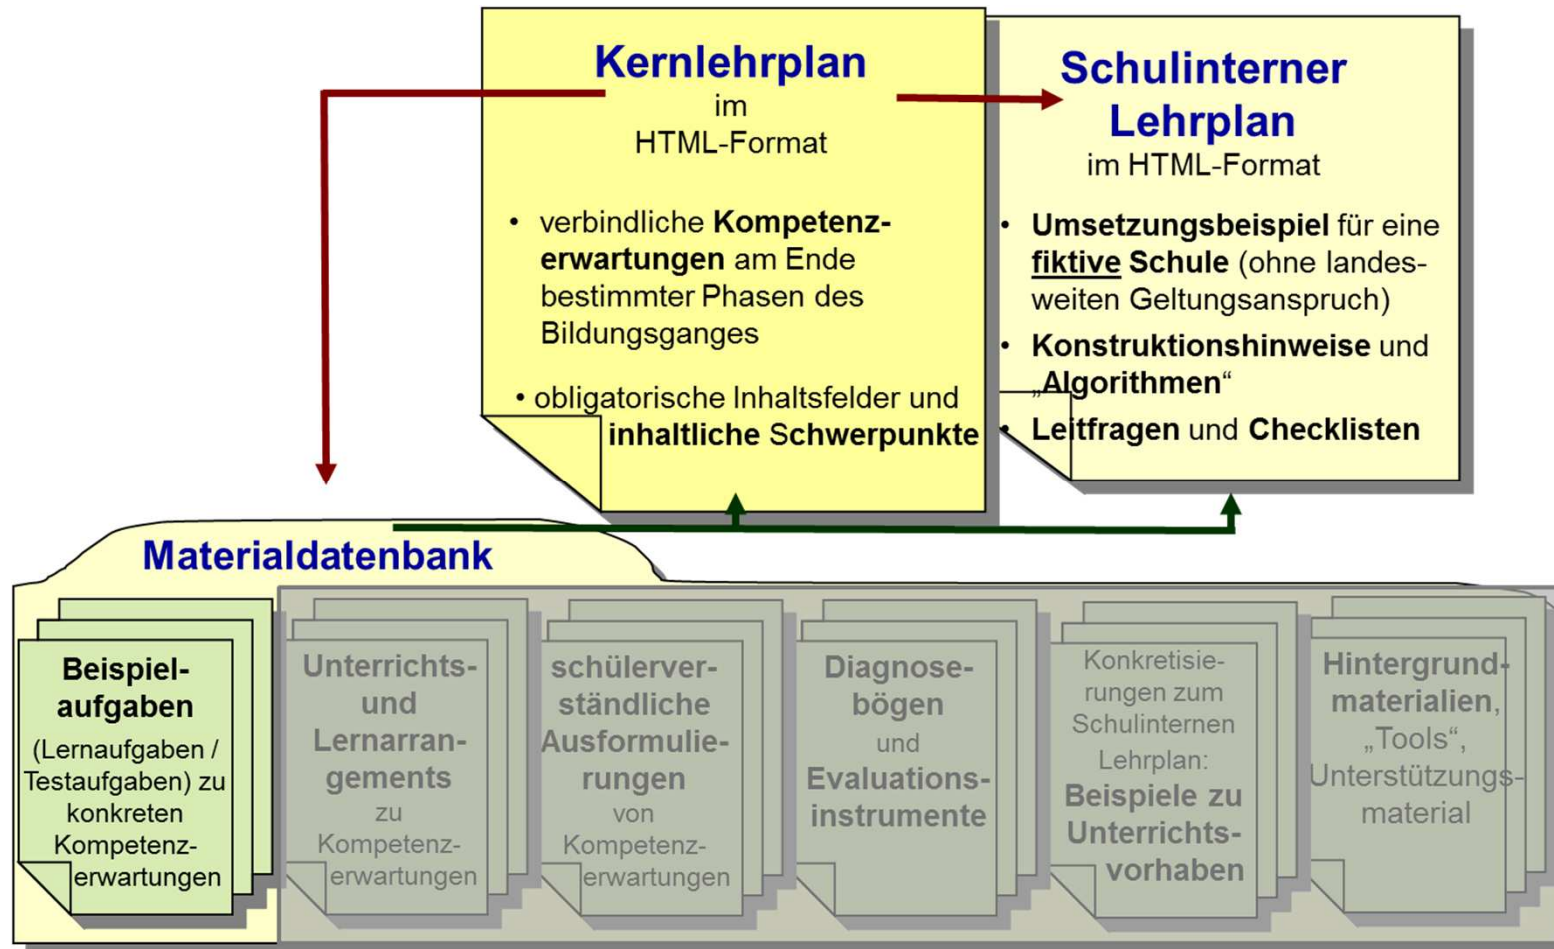 Kernlehrplan
im
HTML-Format
• verbindliche Kompetenz-
erwartungen am Ende
bestimmter Phasen des
Bildungsganges
• obligatorische Inhaltsfelder und
inhaltliche Schwerpunkte
Schulinterner
Lehrplan
im HTML-Format
• Umsetzungsbeispiel für eine
fiktive Schule (ohne landes-
weiten Geltungsanspruch)
• Konstruktionshinweise und
„Algorithmen“
• Leitfragen und Checklisten
Materialdatenbank
Beispiel-
aufgaben
(Lernaufgaben /
Testaufgaben) zu
konkreten
Kompetenz-
erwartungen
Unterrichts-
und
Lernarran-
gements
zu
Kompetenz-
erwartungen
schülerver-
ständliche
Ausformulie-
rungen
von
Kompetenz-
erwartungen
Diagnose-
bögen
und
Evaluations-
instrumente
Konkretisie-
rungen zum
Schulinternen
Lehrplan:
Beispiele zu
Unterrichts-
vorhaben
Hintergrund-
materialien,
„Tools“,
Unterstützungs-
material